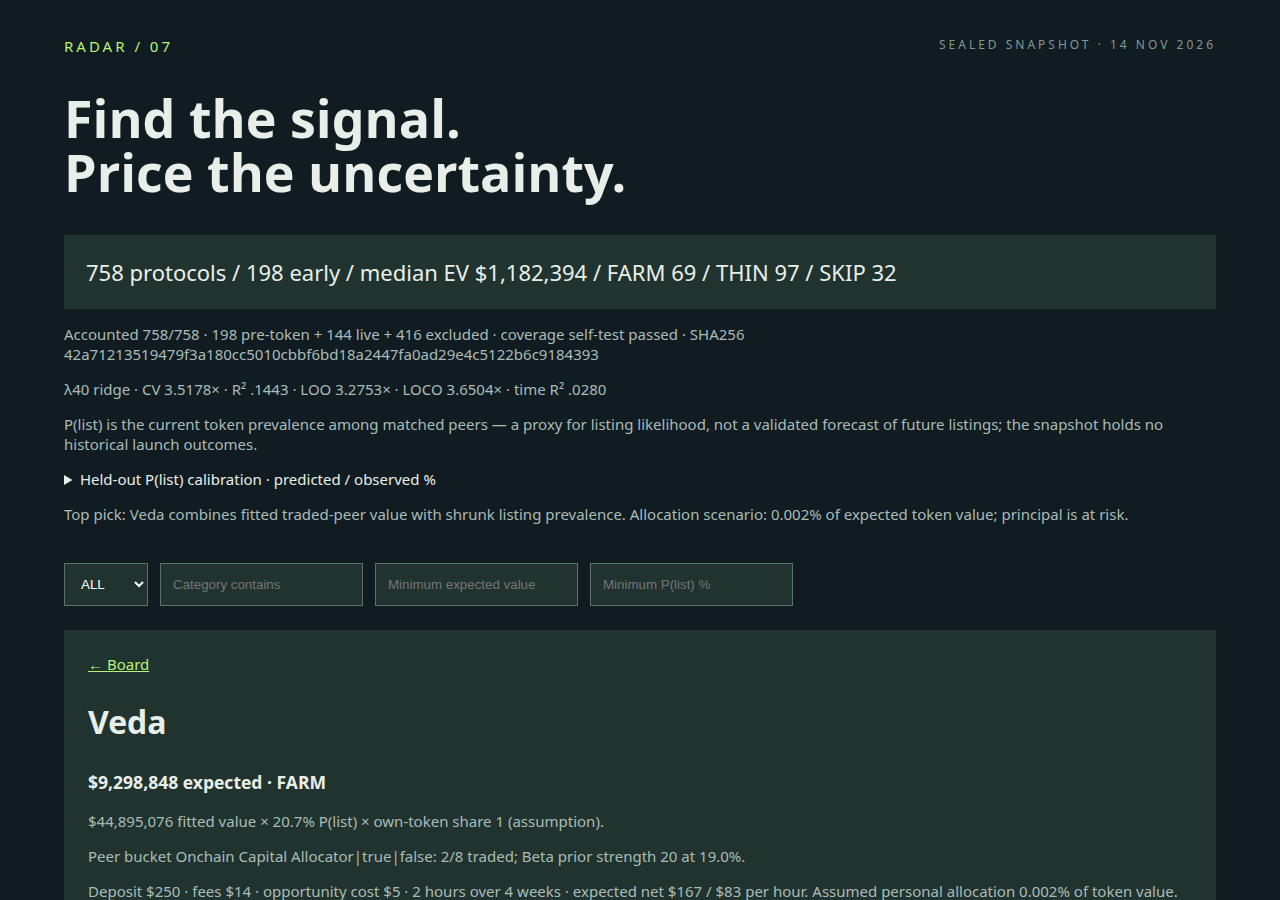 RADAR / 07
SEALED SNAPSHOT · 14 NOV 2026
Find the signal.
Price the uncertainty.
758 protocols / 198 early / median EV $1,182,394 / FARM 69 / THIN 97 / SKIP 32
Accounted 758/758 · 198 pre-token + 144 live + 416 excluded · coverage self-test passed · SHA256
42a71213519479f3a180cc5010cbbf6bd18a2447fa0ad29e4c5122b6c9184393
λ40 ridge · CV 3.5178× · R² .1443 · LOO 3.2753× · LOCO 3.6504× · time R² .0280
P(list) is the current token prevalence among matched peers — a proxy for listing likelihood, not a validated forecast of future listings; the snapshot holds no
historical launch outcomes.
▶ Held-out P(list) calibration · predicted / observed %
Top pick: Veda combines fitted traded-peer value with shrunk listing prevalence. Allocation scenario: 0.002% of expected token value; principal is at risk.
ALL
Category contains
Minimum expected value
Minimum P(list) %
← Board
Veda
$9,298,848 expected · FARM
$44,895,076 fitted value × 20.7% P(list) × own-token share 1 (assumption).
Peer bucket Onchain Capital Allocator|true|false: 2/8 traded; Beta prior strength 20 at 19.0%.
Deposit $250 · fees $14 · opportunity cost $5 · 2 hours over 4 weeks · expected net $167 / $83 per hour. Assumed personal allocation 0.002% of token value.